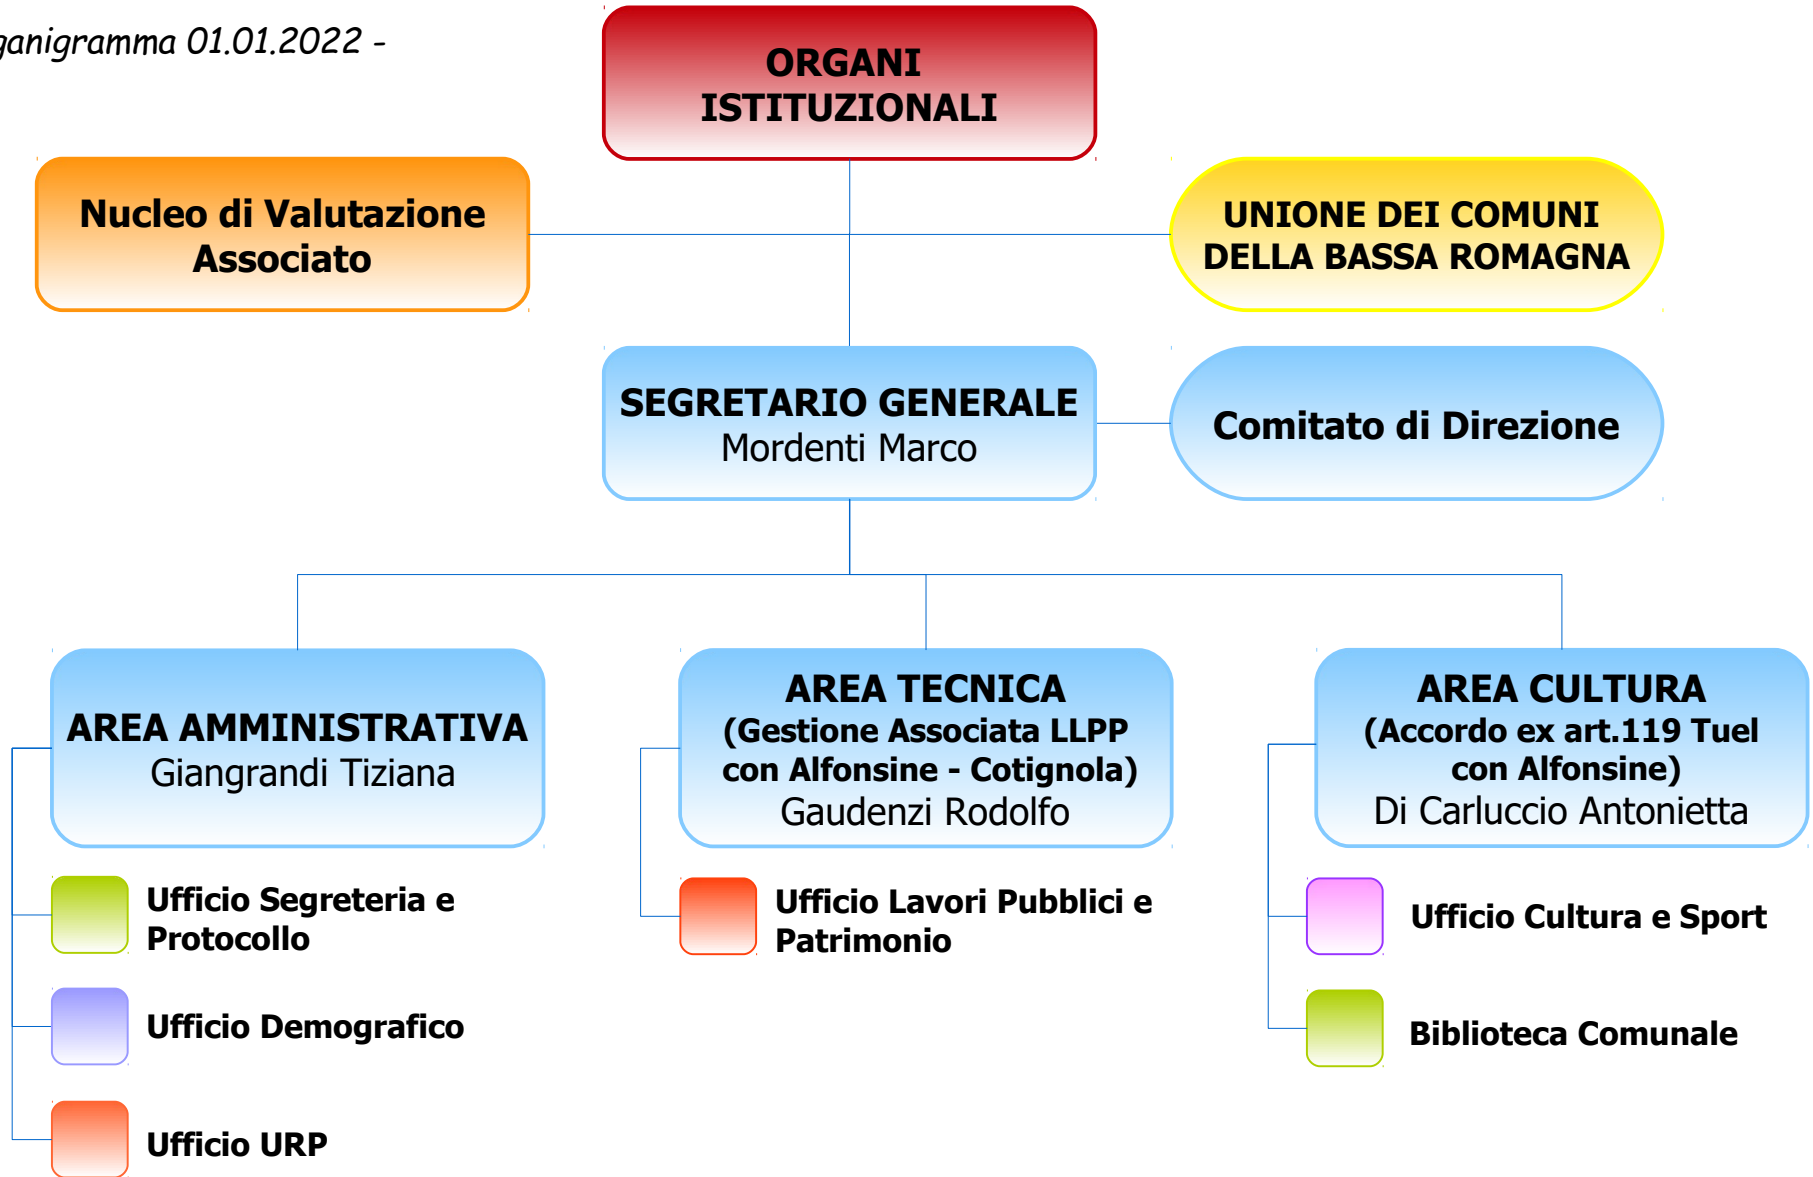 ganigramma 01.01.2022 -
ORGANI
ISTITUZIONALI
Nucleo di Valutazione
Associato
UNIONE DEI COMUNI
DELLA BASSA ROMAGNA
SEGRETARIO GENERALE
Mordenti Marco
Comitato di Direzione
AREA AMMINISTRATIVA
Giangrandi Tiziana
Ufficio Segreteria e
Protocollo
Ufficio Demografico
Ufficio URP
AREA TECNICA
(Gestione Associata LLPP
con Alfonsine - Cotignola)
Gaudenzi Rodolfo
Ufficio Lavori Pubblici e
Patrimonio
AREA CULTURA
(Accordo ex art.119 Tuel
con Alfonsine)
Di Carluccio Antonietta
Ufficio Cultura e Sport
Biblioteca Comunale